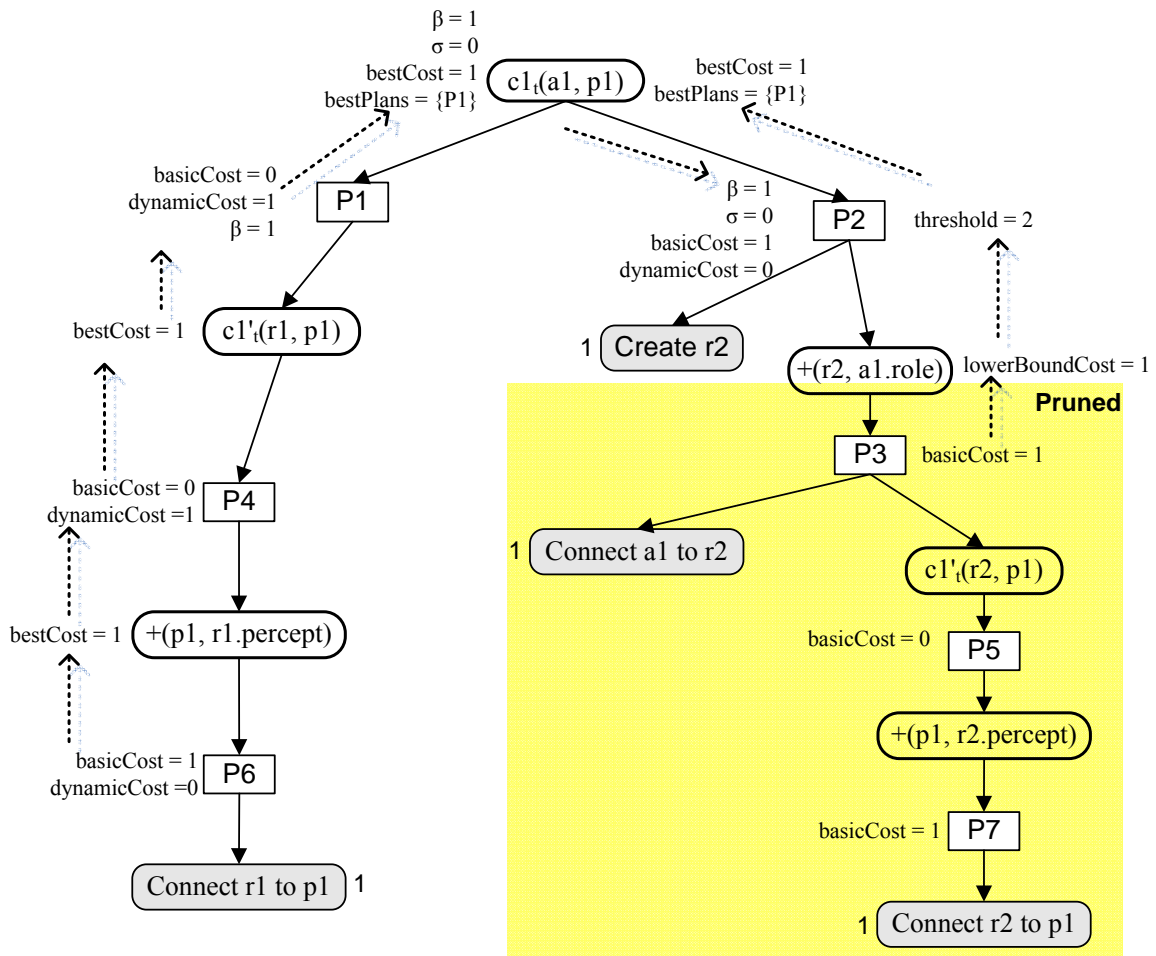 β = 1
σ = 0
bestCost = 1
bestPlans = {P1}
c1t(a1, p1)
bestCost = 1
bestPlans = {P1}
basicCost = 0
dynamicCost =1
β = 1
P1
β = 1
σ = 0
basicCost = 1
dynamicCost = 0
P2
threshold = 2
bestCost = 1
c1't(r1, p1)
1
Create r2
+(r2, a1.role)
lowerBoundCost = 1
Pruned
P3
basicCost = 1
basicCost = 0
dynamicCost =1
P4
1
Connect a1 to r2
c1't(r2, p1)
bestCost = 1
+(p1, r1.percept)
basicCost = 0
P5
+(p1, r2.percept)
basicCost = 1
dynamicCost =0
P6
basicCost = 1
P7
Connect r1 to p1
1
1
Connect r2 to p1